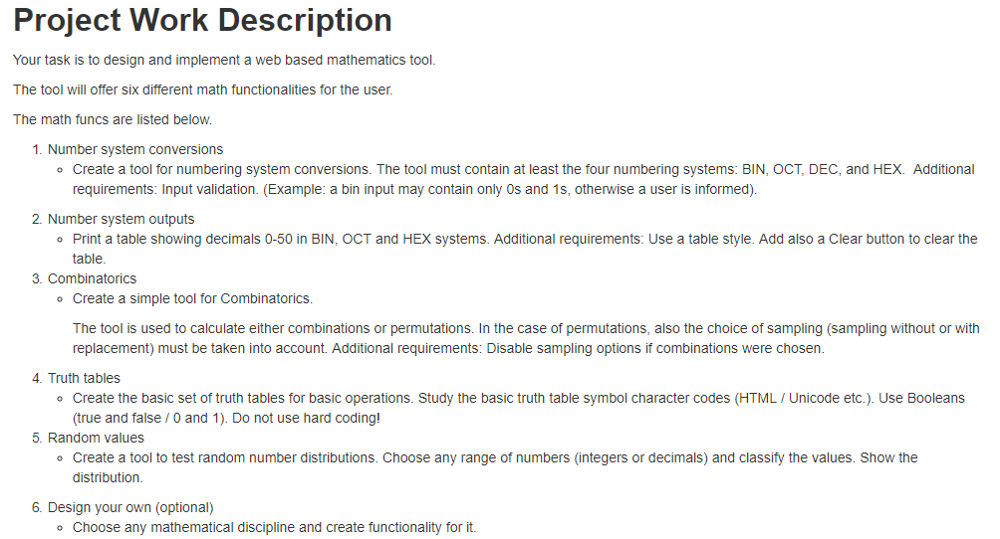 Project Work Description
Your task is to design and implement a web based mathematics tool.
The tool will offer six different math functionalities for the user.
The math funcs are listed below.
1. Number system conversions
∘ Create a tool for numbering system conversions. The tool must contain at least the four numbering systems: BIN, OCT, DEC, and HEX.  Additional
requirements: Input validation. (Example: a bin input may contain only 0s and 1s, otherwise a user is informed).
2. Number system outputs
∘ Print a table showing decimals 0-50 in BIN, OCT and HEX systems. Additional requirements: Use a table style. Add also a Clear button to clear the
table.
3. Combinatorics
∘ Create a simple tool for Combinatorics.
The tool is used to calculate either combinations or permutations. In the case of permutations, also the choice of sampling (sampling without or with
replacement) must be taken into account. Additional requirements: Disable sampling options if combinations were chosen.
4. Truth tables
∘ Create the basic set of truth tables for basic operations. Study the basic truth table symbol character codes (HTML / Unicode etc.). Use Booleans
(true and false / 0 and 1). Do not use hard coding!
5. Random values
∘ Create a tool to test random number distributions. Choose any range of numbers (integers or decimals) and classify the values. Show the
distribution.
6. Design your own (optional)
∘ Choose any mathematical discipline and create functionality for it.